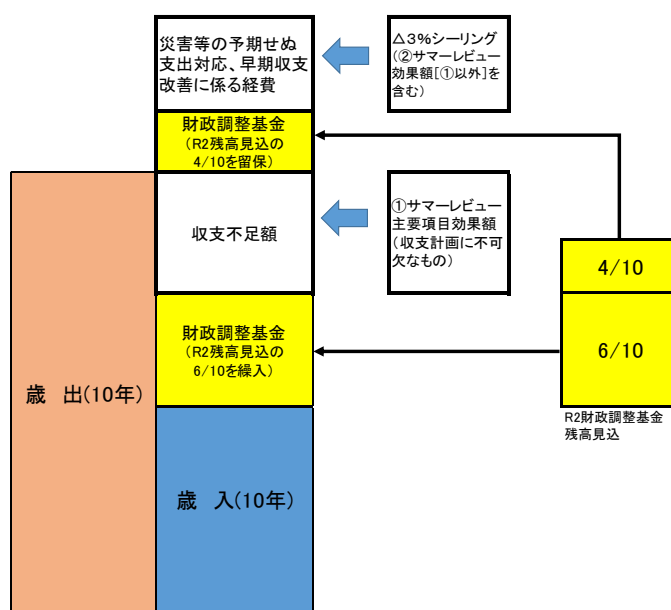 災害等の予期せぬ
支出対応、早期収支
改善に係る経費
△3%シーリング
(②サマーレビュー
効果額[①以外]を
含む)
財政調整基金
(R2残高見込の
4/10を留保)
収支不足額
①サマーレビュー
主要項目効果額
(収支計画に不可
欠なもの)
4/10
財政調整基金
(R2残高見込の
6/10を繰入)
6/10
R2財政調整基金
残高見込
歳 出(10年)
歳 入(10年)